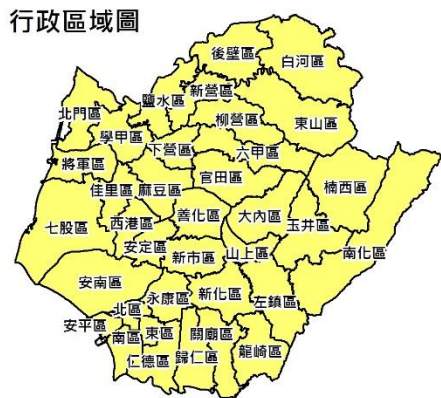 行政區域圖
後壁區
白河區
鹽水區
新營區
北門區
柳營區
東山區
學甲區
下營區
六甲區
將軍區
官田區
楠西區
佳里區
麻豆區
七股區
西港區
善化區
大內區
玉井區
安定區
新市區
山上區
南化區
安南區
永康區
新化區
左鎮區
北區
安平區
南區
東區
關廟區
仁德區
歸仁區
龍崎區